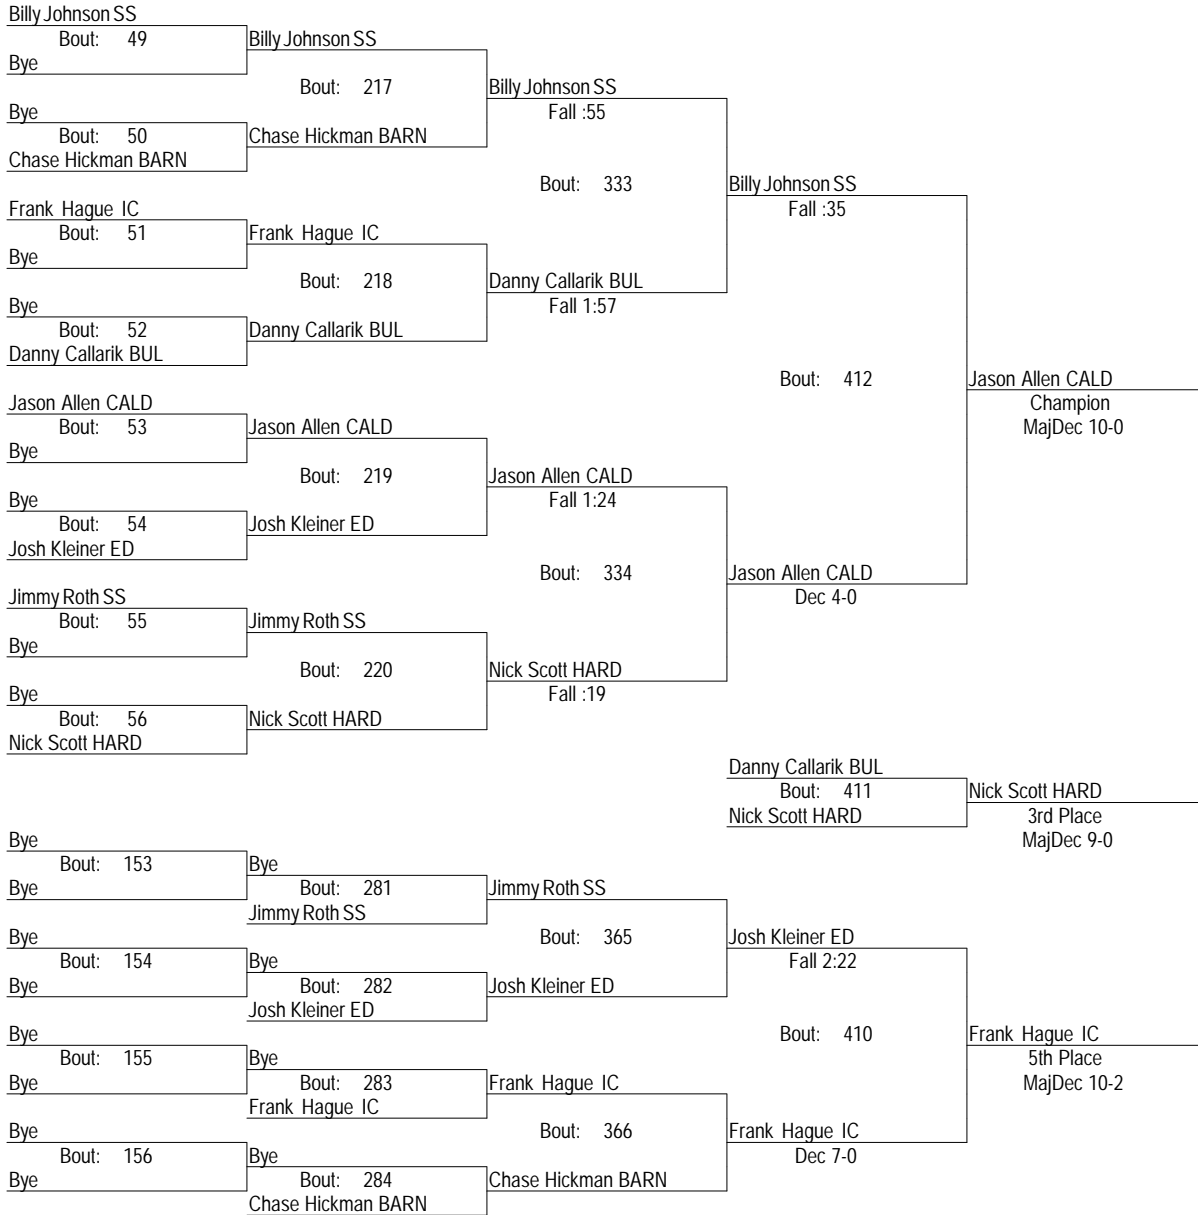 Billy Johnson SS
Bout: 49
Billy Johnson SS
Bye
Bout: 217
Billy Johnson SS
Bye
Fall :55
Bout: 50
Chase Hickman BARN
Chase Hickman BARN
Bout: 333
Billy Johnson SS
Frank Hague IC
Fall :35
Bout: 51
Frank Hague IC
Bye
Bout: 218
Danny Callarik BUL
Bye
Fall 1:57
Bout: 52
Danny Callarik BUL
Danny Callarik BUL
Bout: 412
Jason Allen CALD
Jason Allen CALD
Champion
Bout: 53
Jason Allen CALD
MajDec 10-0
Bye
Bout: 219
Jason Allen CALD
Bye
Fall 1:24
Bout: 54
Josh Kleiner ED
Josh Kleiner ED
Bout: 334
Jason Allen CALD
Jimmy Roth SS
Dec 4-0
Bout: 55
Jimmy Roth SS
Bye
Bout: 220
Nick Scott HARD
Bye
Fall :19
Bout: 56
Nick Scott HARD
Nick Scott HARD
Danny Callarik BUL
Bout: 411
Nick Scott HARD
Nick Scott HARD
3rd Place
MajDec 9-0
Bye
Bout: 153
Bye
Bye
Bout: 281
Jimmy Roth SS
Jimmy Roth SS
Bye
Bout: 365
Josh Kleiner ED
Bout: 154
Bye
Fall 2:22
Bye
Bout: 282
Josh Kleiner ED
Josh Kleiner ED
Bye
Bout: 410
Frank Hague IC
Bout: 155
Bye
5th Place
Bye
Bout: 283
Frank Hague IC
MajDec 10-2
Frank Hague IC
Bye
Bout: 366
Frank Hague IC
Bout: 156
Bye
Dec 7-0
Bye
Bout: 284
Chase Hickman BARN
Chase Hickman BARN